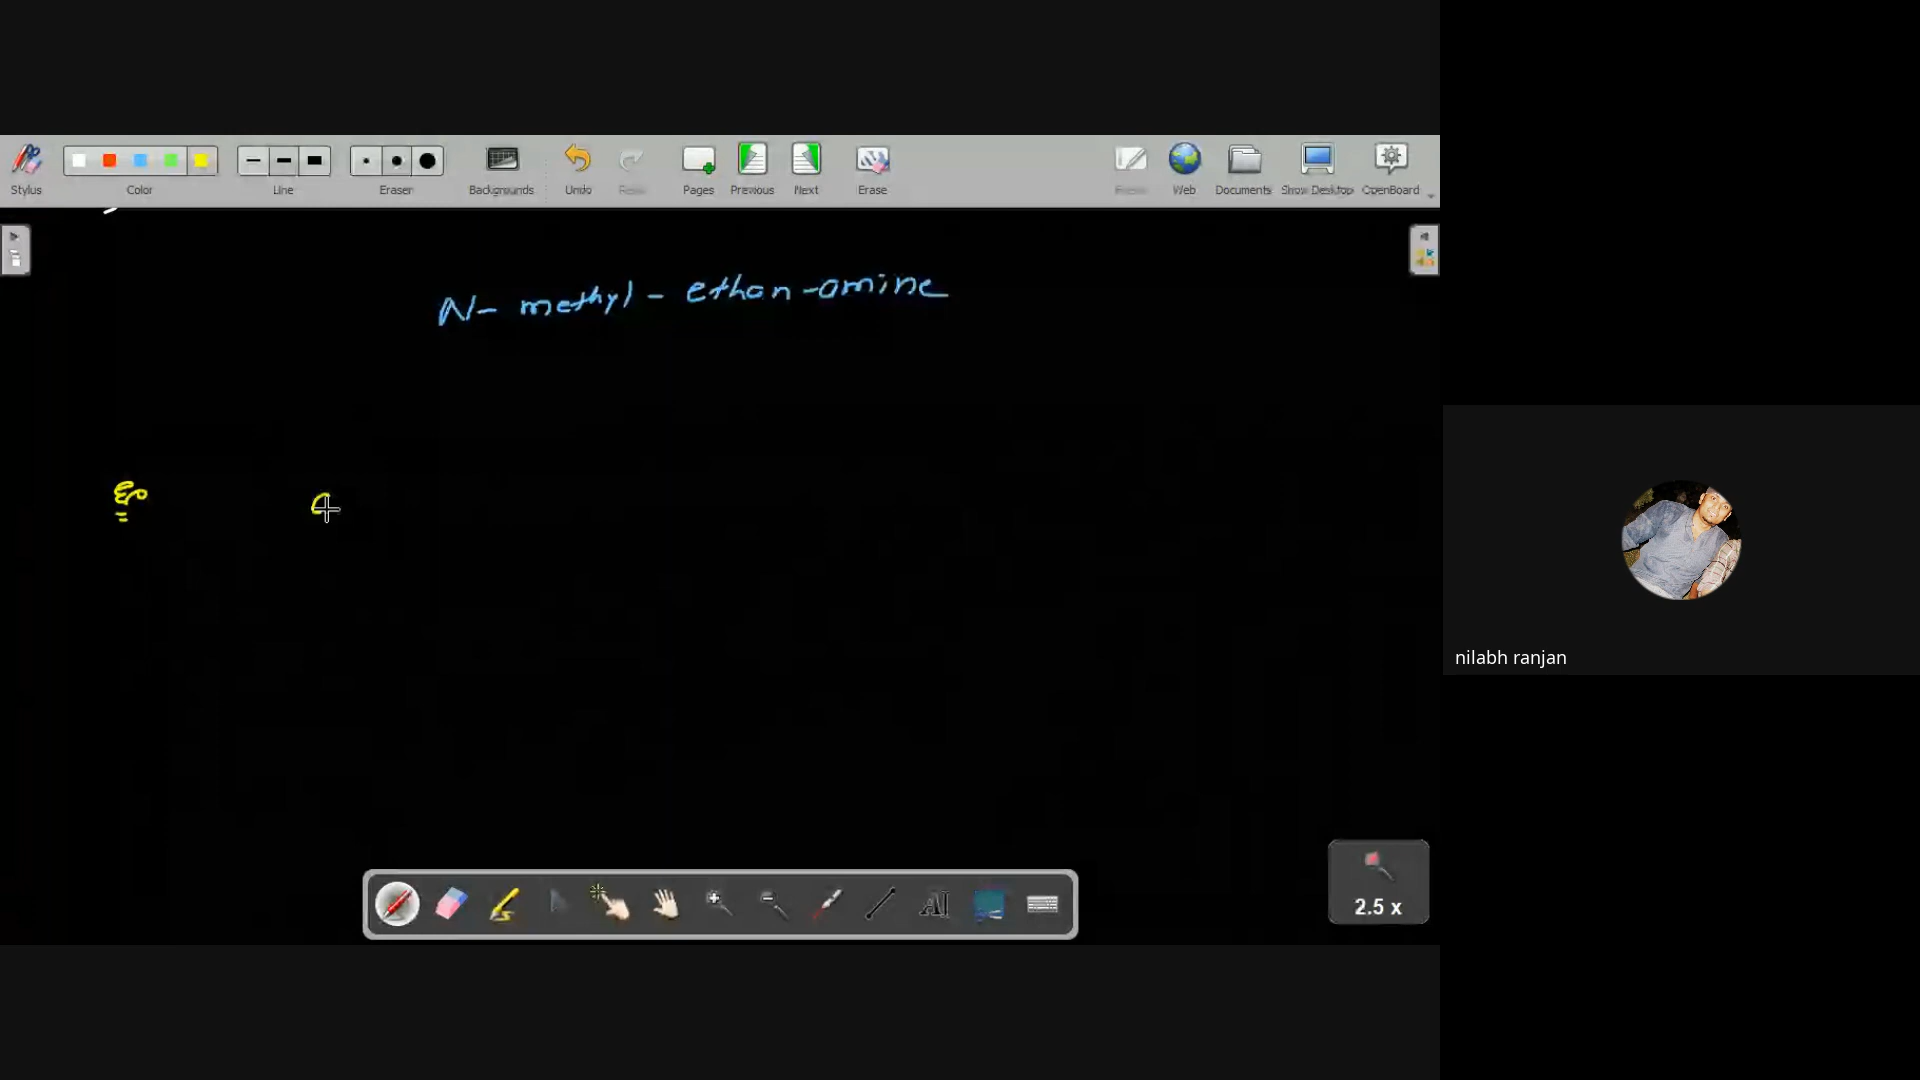 Stylus
Color
Line
Eraser
Backgrounds
Undo
Redo
Pages
Previous
Next
Erase
Web
Documents
Show Desktop
OpenBoard
N- methyl - ethan -amine
nilabh ranjan
2.5 x